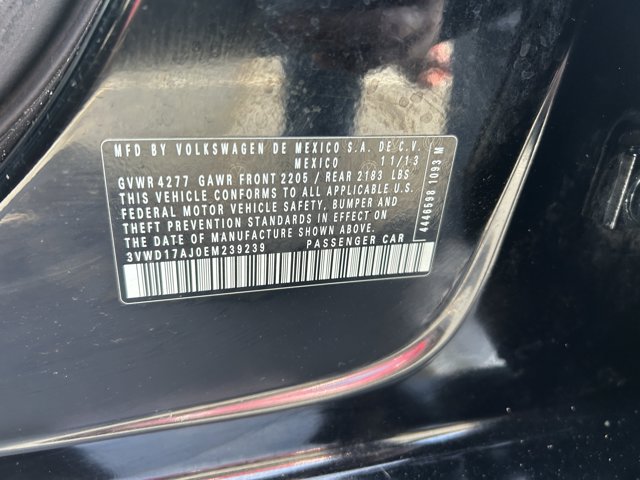 MFD BY VOLKSWAGEN DE MEXICO S.A. DE C.V.
MEXICO 11/13
GVWR 4277 GAWR FRONT 2205 / REAR 2183 LBS
THIS VEHICLE CONFORMS TO ALL APPLICABLE U.S.
FEDERAL MOTOR VEHICLE SAFETY, BUMPER AND
THEFT PREVENTION STANDARDS IN EFFECT ON
THE DATE OF MANUFACTURE SHOWN ABOVE.
3VWD17AJ0EM239239 PASSENGER CAR
4446598 1093 M